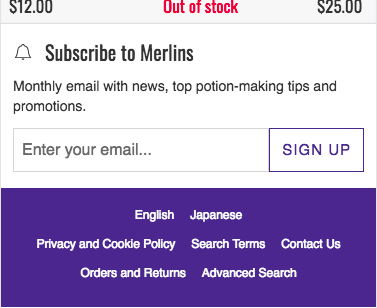 $12.00 Out of stock $25.00
Subscribe to Merlins
Monthly email with news, top potion-making tips and
promotions.
Enter your email... SIGN UP
English Japanese
Privacy and Cookie Policy Search Terms Contact Us
Orders and Returns Advanced Search